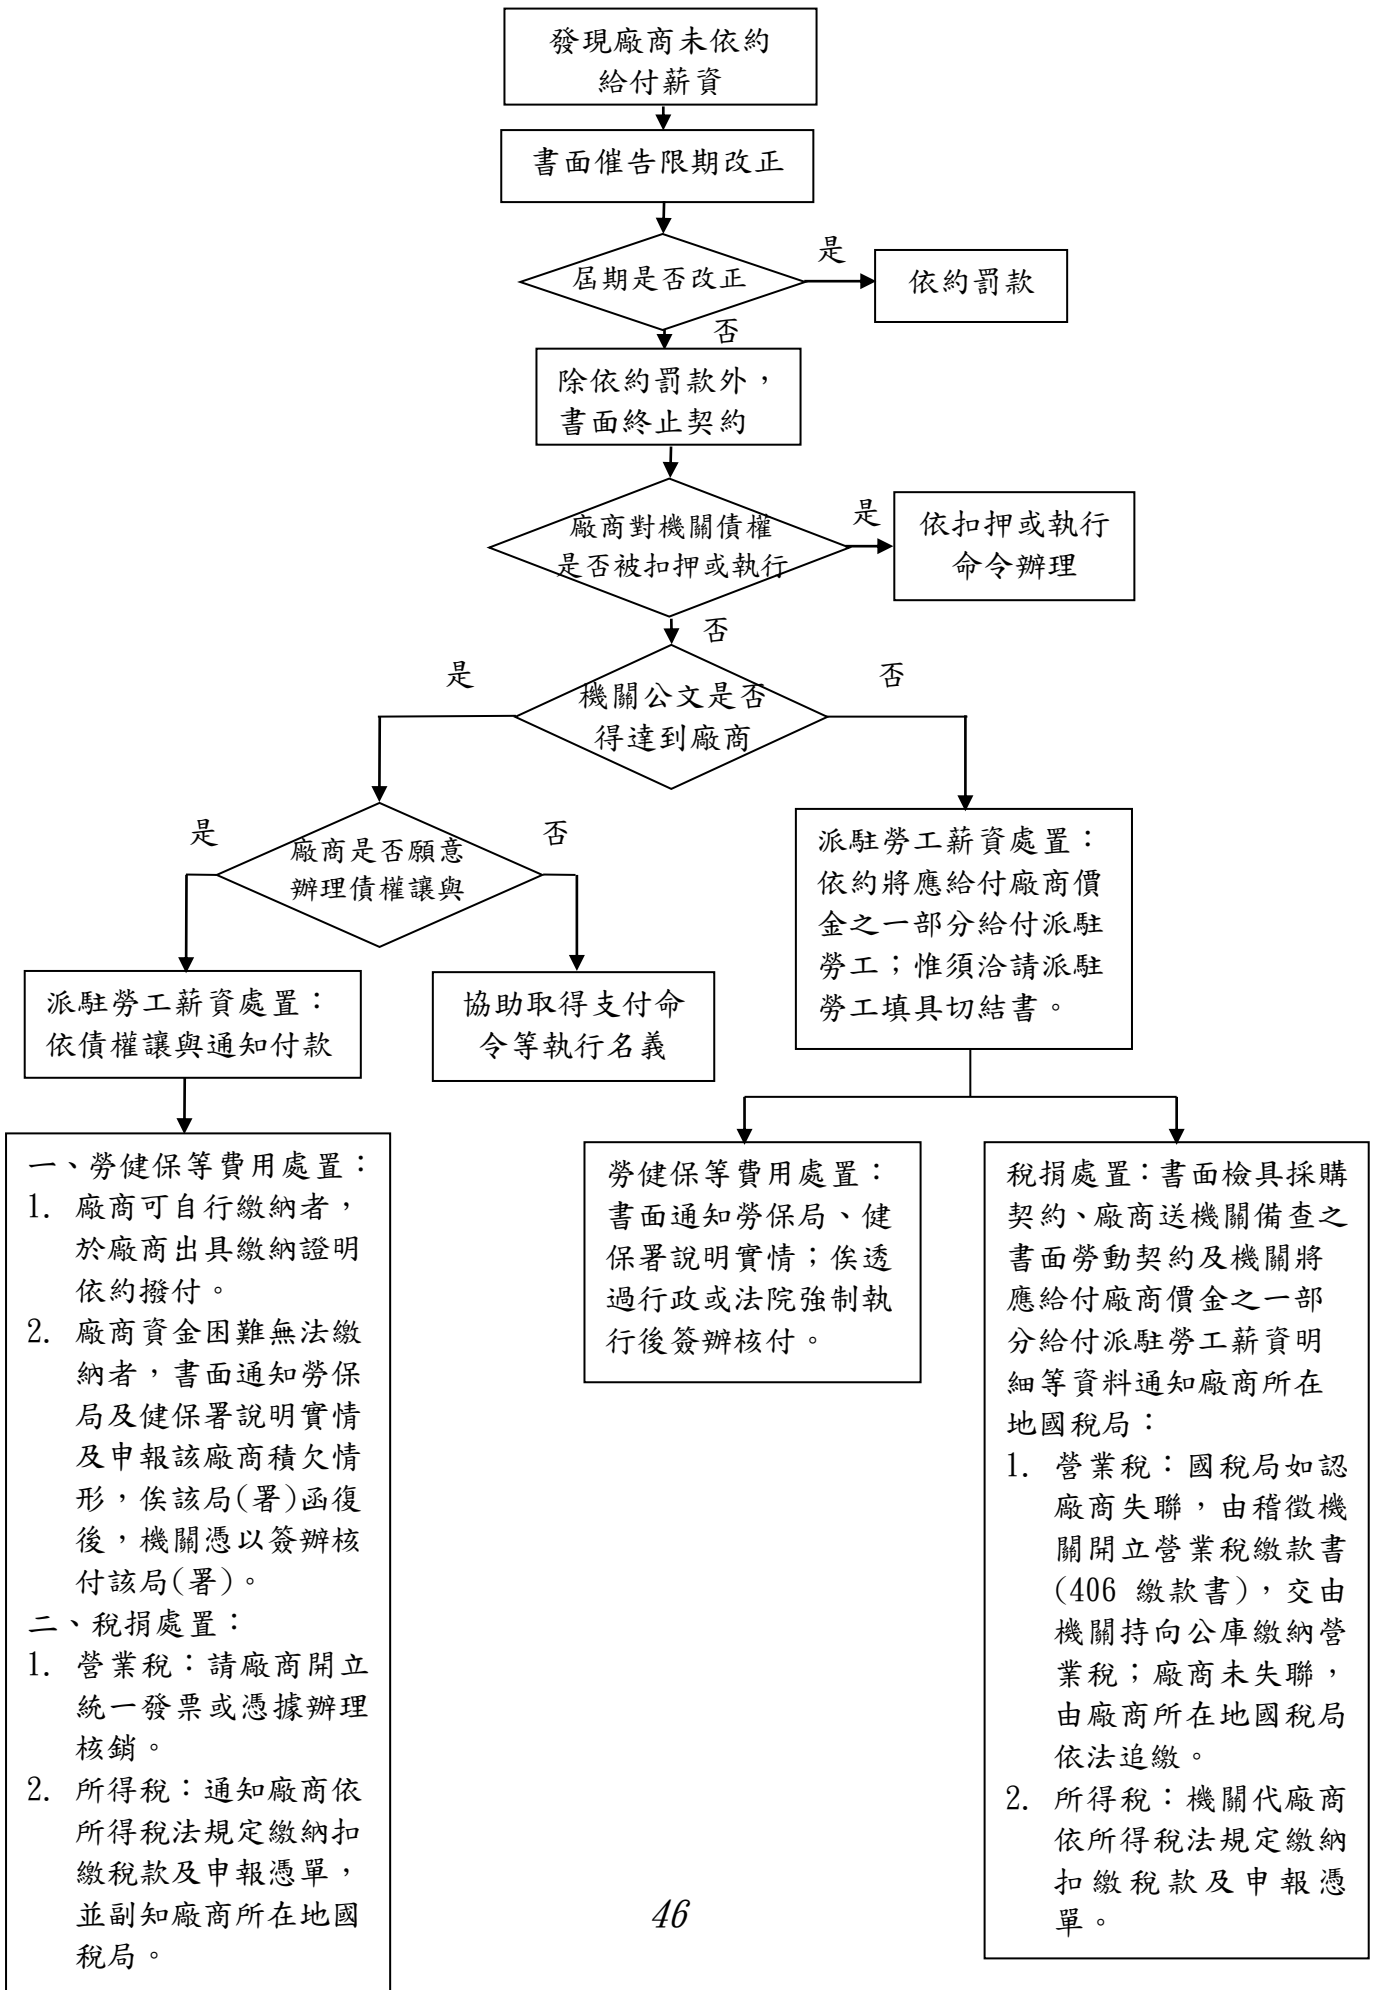 發現廠商未依約
給付薪資
書面催告限期改正
屆期是否改正
是
依約罰款
否
除依約罰款外，
書面終止契約
廠商對機關債權
是否被扣押或執行
是
依扣押或執行
命令辦理
否
機關公文是否
得達到廠商
是
否
廠商是否願意
辦理債權讓與
是
否
派駐勞工薪資處置：
依債權讓與通知付款
協助取得支付命
令等執行名義
派駐勞工薪資處置：
依約將應給付廠商價
金之一部分給付派駐
勞工；惟須洽請派駐
勞工填具切結書。
一、勞健保等費用處置：
1. 廠商可自行繳納者，
於廠商出具繳納證明
依約撥付。
2. 廠商資金困難無法繳
納者，書面通知勞保
局及健保署說明實情
及申報該廠商積欠情
形，俟該局(署)函復
後，機關憑以簽辦核
付該局(署)。
二、稅捐處置：
1. 營業稅：請廠商開立
統一發票或憑據辦理
核銷。
2. 所得稅：通知廠商依
所得稅法規定繳納扣
繳稅款及申報憑單，
並副知廠商所在地國
稅局。
勞健保等費用處置：
書面通知勞保局、健
保署說明實情；俟透
過行政或法院強制執
行後簽辦核付。
稅捐處置：書面檢具採購
契約、廠商送機關備查之
書面勞動契約及機關將
應給付廠商價金之一部
分給付派駐勞工薪資明
細等資料通知廠商所在
地國稅局：
1. 營業稅：國稅局如認
廠商失聯，由稽徵機
關開立營業稅繳款書
(406 繳款書)，交由
機關持向公庫繳納營
業稅；廠商未失聯，
由廠商所在地國稅局
依法追繳。
2. 所得稅：機關代廠商
依所得稅法規定繳納
扣繳稅款及申報憑
單。
46